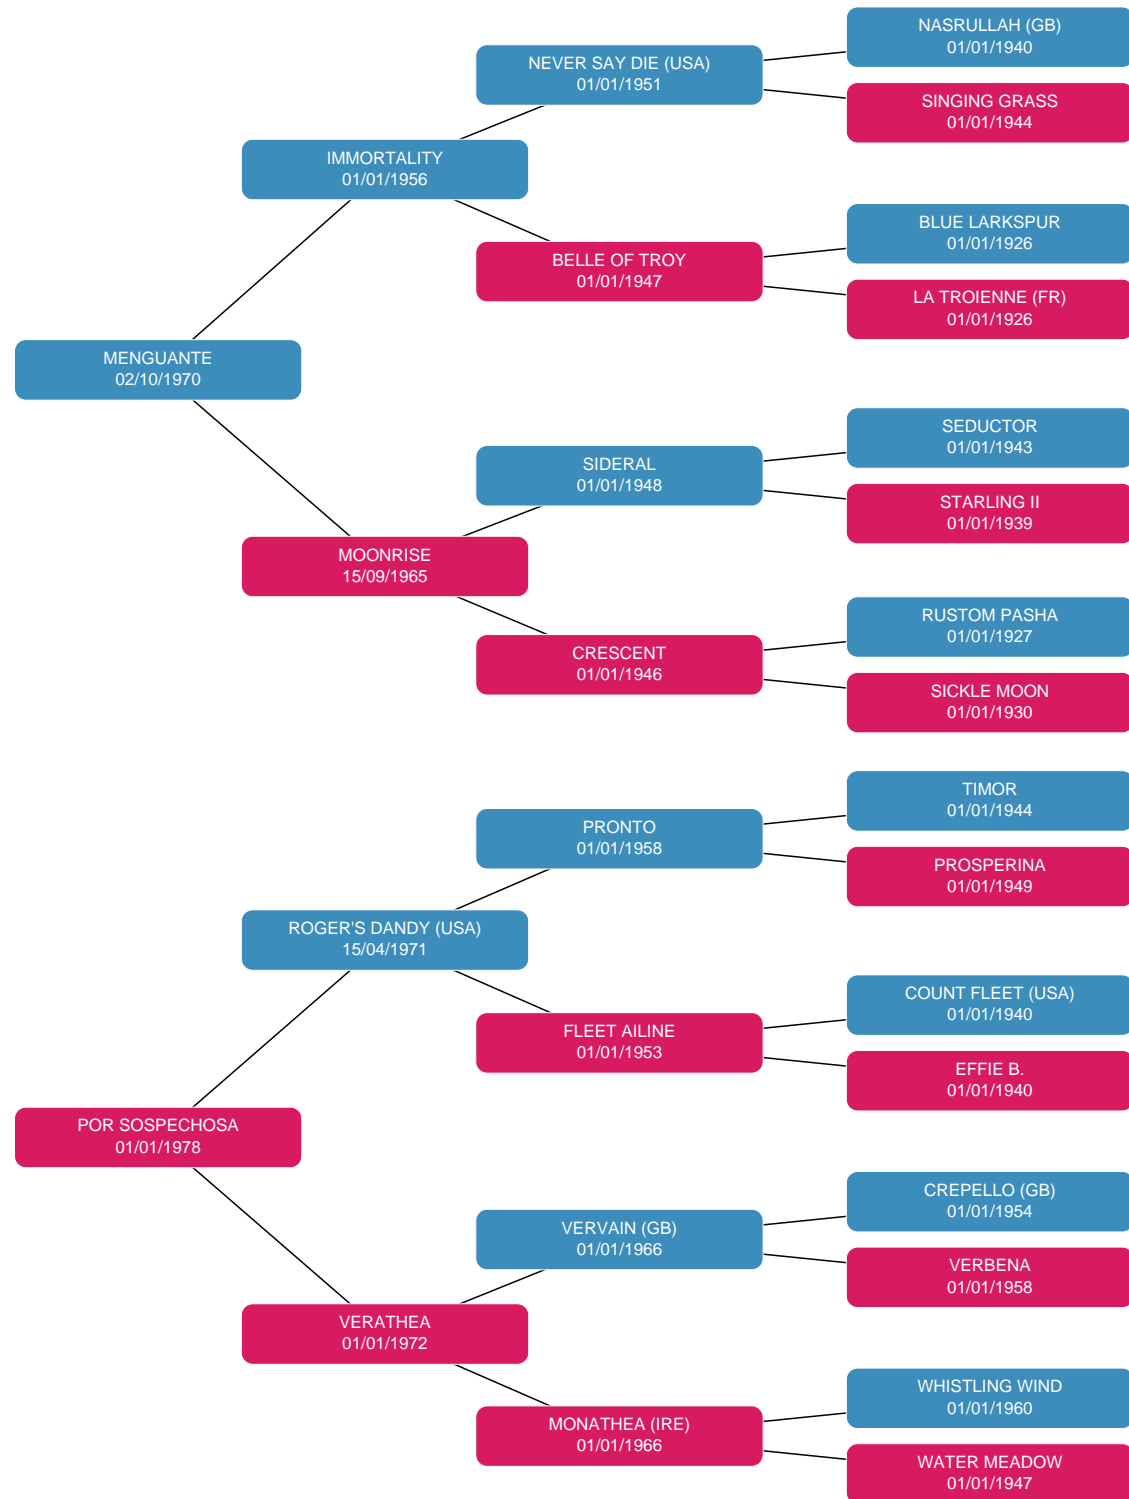 NASRULLAH (GB)
01/01/1940
NEVER SAY DIE (USA)
01/01/1951
SINGING GRASS
01/01/1944
IMMORTALITY
01/01/1956
BLUE LARKSPUR
01/01/1926
BELLE OF TROY
01/01/1947
LA TROIENNE (FR)
01/01/1926
MENGUANTE
02/10/1970
SEDUCTOR
01/01/1943
SIDERAL
01/01/1948
STARLING II
01/01/1939
MOONRISE
15/09/1965
RUSTOM PASHA
01/01/1927
CRESCENT
01/01/1946
SICKLE MOON
01/01/1930
TIMOR
01/01/1944
PRONTO
01/01/1958
PROSPERINA
01/01/1949
ROGER'S DANDY (USA)
15/04/1971
COUNT FLEET (USA)
01/01/1940
FLEET AILINE
01/01/1953
EFFIE B.
01/01/1940
POR SOSPECHOSA
01/01/1978
CREPELLO (GB)
01/01/1954
VERVAIN (GB)
01/01/1966
VERBENA
01/01/1958
VERATHEA
01/01/1972
WHISTLING WIND
01/01/1960
MONATHEA (IRE)
01/01/1966
WATER MEADOW
01/01/1947